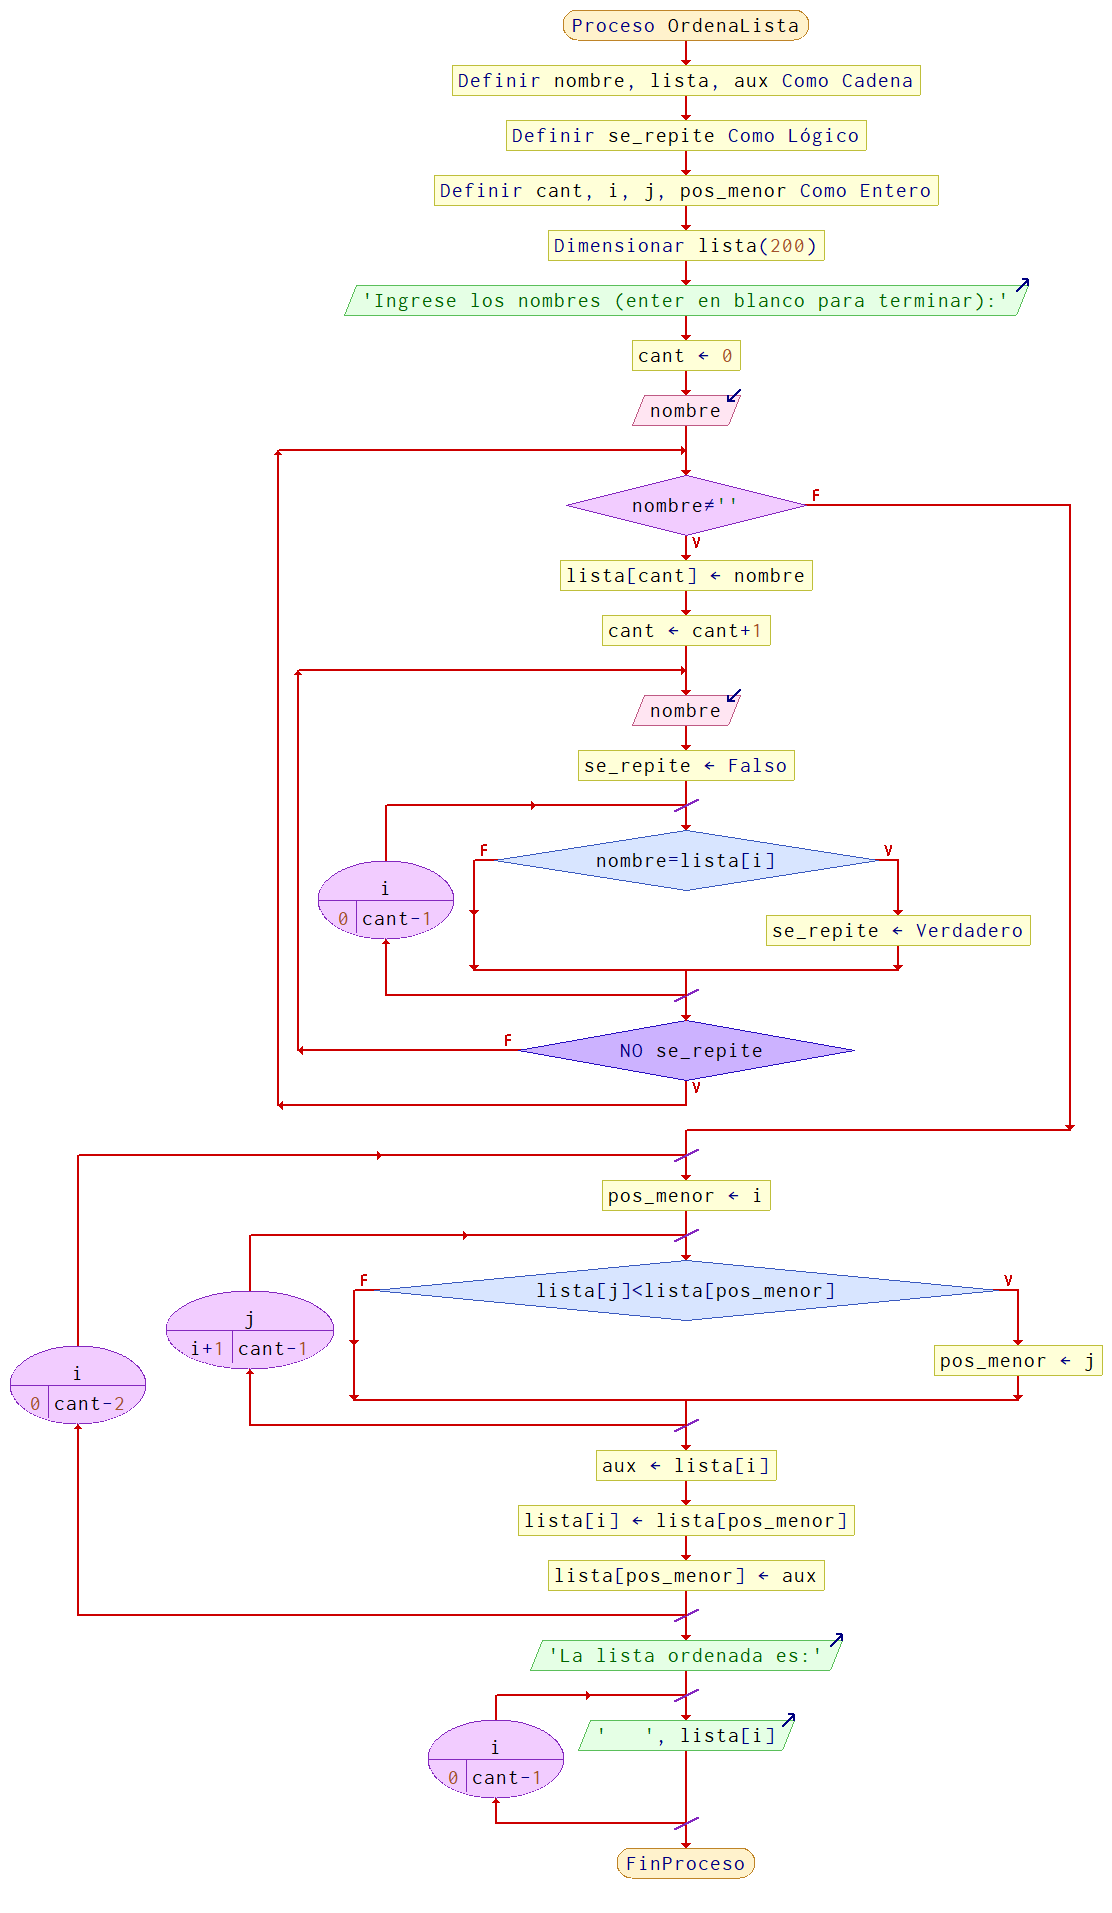 Proceso OrdenaLista
Definir nombre, lista, aux Como Cadena
Definir se_repite Como Lógico
Definir cant, i, j, pos_menor Como Entero
Dimensionar lista(200)
'Ingrese los nombres (enter en blanco para terminar):'
cant ← 0
nombre
nombre≠''
F
V
lista[cant] ← nombre
cant ← cant+1
nombre
se_repite ← Falso
F
nombre=lista[i]
V
i
0 cant-1
se_repite ← Verdadero
F
NO se_repite
V
pos_menor ← i
F
lista[j]<lista[pos_menor]
V
j
i+1 cant-1
pos_menor ← j
i
0 cant-2
aux ← lista[i]
lista[i] ← lista[pos_menor]
lista[pos_menor] ← aux
'La lista ordenada es:'
'   ', lista[i]
i
0 cant-1
FinProceso